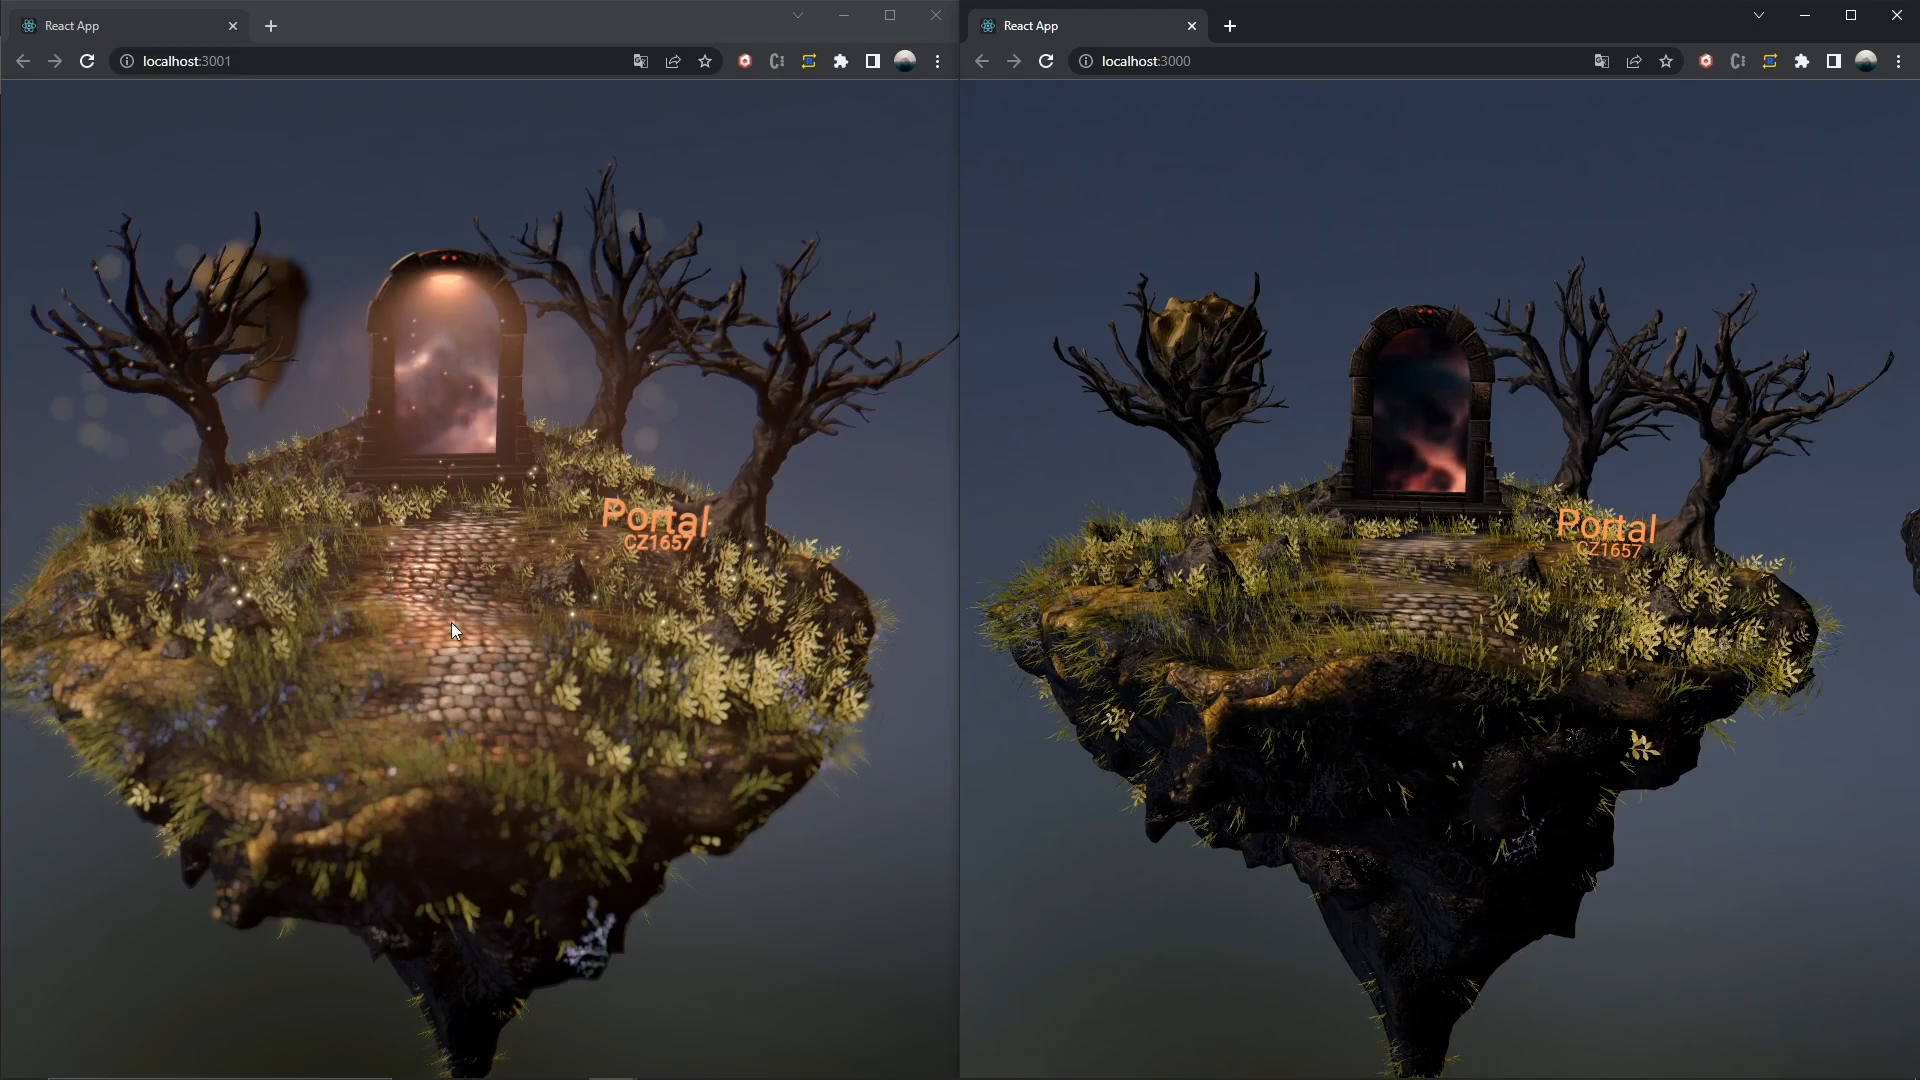 React App
localhost:3001
Portal
CZ1657
React App
localhost:3000
Portal
CZ1657